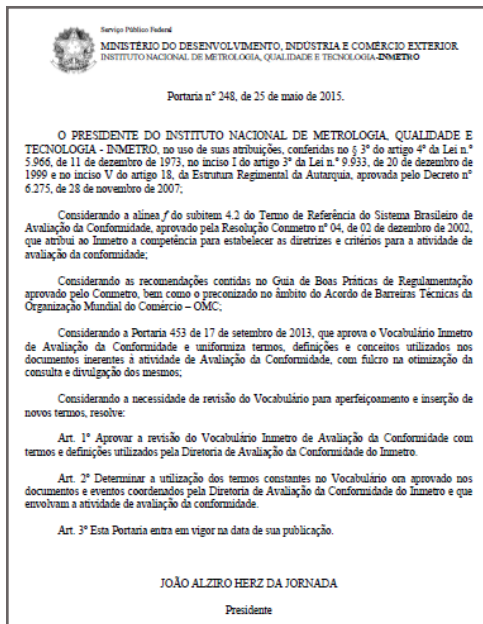 Serviço Público Federal
MINISTÉRIO DO DESENVOLVIMENTO, INDÚSTRIA E COMÉRCIO EXTERIOR
INSTITUTO NACIONAL DE METROLOGIA, QUALIDADE E TECNOLOGIA-INMETRO
Portaria nº 248, de 25 de maio de 2015.
O PRESIDENTE DO INSTITUTO NACIONAL DE METROLOGIA, QUALIDADE E
TECNOLOGIA - INMETRO, no uso de suas atribuições, conferidas no § 3º do artigo 4º da Lei n.º
5.966, de 11 de dezembro de 1973, no inciso I do artigo 3º da Lei n.º 9.933, de 20 de dezembro de
1999 e no inciso V do artigo 18, da Estrutura Regimental da Autarquia, aprovada pelo Decreto nº
6.275, de 28 de novembro de 2007;
Considerando a alínea f do subitem 4.2 do Termo de Referência do Sistema Brasileiro de
Avaliação da Conformidade, aprovado pela Resolução Conmetro nº 04, de 02 de dezembro de 2002,
que atribui ao Inmetro a competência para estabelecer as diretrizes e critérios para a atividade de
avaliação da conformidade;
Considerando as recomendações contidas no Guia de Boas Práticas de Regulamentação
aprovado pelo Conmetro, bem como o preconizado no âmbito do Acordo de Barreiras Técnicas da
Organização Mundial do Comércio – OMC;
Considerando a Portaria 453 de 17 de setembro de 2013, que aprova o Vocabulário Inmetro
de Avaliação da Conformidade e uniformiza termos, definições e conceitos utilizados nos
documentos inerentes à atividade de Avaliação da Conformidade, com fulcro na otimização da
consulta e divulgação dos mesmos;
Considerando a necessidade de revisão do Vocabulário para aperfeiçoamento e inserção de
novos termos, resolve:
Art. 1º Aprovar a revisão do Vocabulário Inmetro de Avaliação da Conformidade com
termos e definições utilizados pela Diretoria de Avaliação da Conformidade do Inmetro.
Art. 2º Determinar a utilização dos termos constantes no Vocabulário ora aprovado nos
documentos e eventos coordenados pela Diretoria de Avaliação da Conformidade do Inmetro e que
envolvam a atividade de avaliação da conformidade.
Art. 3º Esta Portaria entra em vigor na data de sua publicação.
JOÃO ALZIRO HERZ DA JORNADA
Presidente